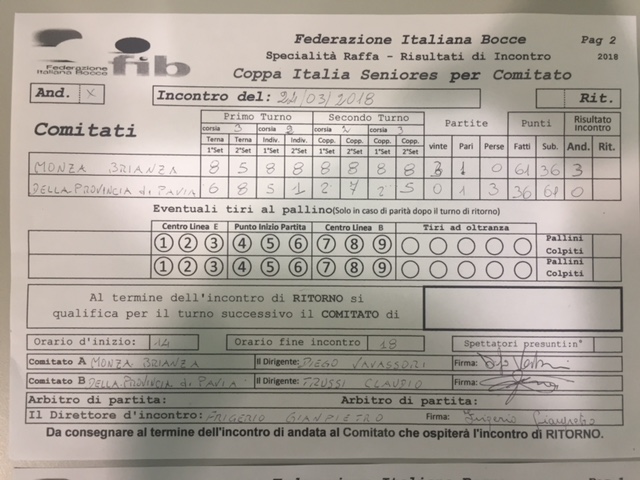 Federazione Italiana Bocce Pag 2
Federazione Italiana Bocce fib
Specialità Raffa - Risultati di Incontro 2018
Coppa Italia Seniores per Comitato
And. X Incontro del: 24/03/2018 Rit.
Comitati Primo Turno Secondo Turno Partite Punti Risultato incontro
corsia 3 corsia 2 corsia 2 corsia 3
Terna Terna Indiv. Indiv. Copp. Copp. Copp. Copp. vinte Pari Perse Fatti Sub. And. Rit.
1°Set 2°Set 1°Set 2°Set 1°Set 2°Set 1°Set 2°Set
MONZA BRIANZA 8 5 8 8 8 8 8 8 3 1 0 61 36 3
DELLA PROVINCIA di PAVIA 6 8 5 1 2 7 2 5 0 1 3 36 61 0
Eventuali tiri al pallino (Solo in caso di parità dopo il turno di ritorno)
Centro Linea E Punto Inizio Partita Centro Linea B Tiri ad oltranza
1 2 3 4 5 6 7 8 9 Pallini Colpiti
1 2 3 4 5 6 7 8 9 Pallini Colpiti
Al termine dell'incontro di RITORNO si
qualifica per il turno successivo il COMITATO di
Orario d'inizio: 14 Orario fine incontro 18 Spettatori presunti:n°
Comitato A MONZA BRIANZA Il Dirigente: DIEGO VAVASSORI Firma:
Comitato B DELLA PROVINCIA di PAVIA Il Dirigente: TRUSSI CLAUDIO Firma:
Arbitro di partita: Arbitro di partita:
Il Direttore d'incontro: FRIGERIO GIANPIETRO Firma: Frigerio Gianpietro
Da consegnare al termine dell'incontro di andata al Comitato che ospiterà l'incontro di RITORNO.